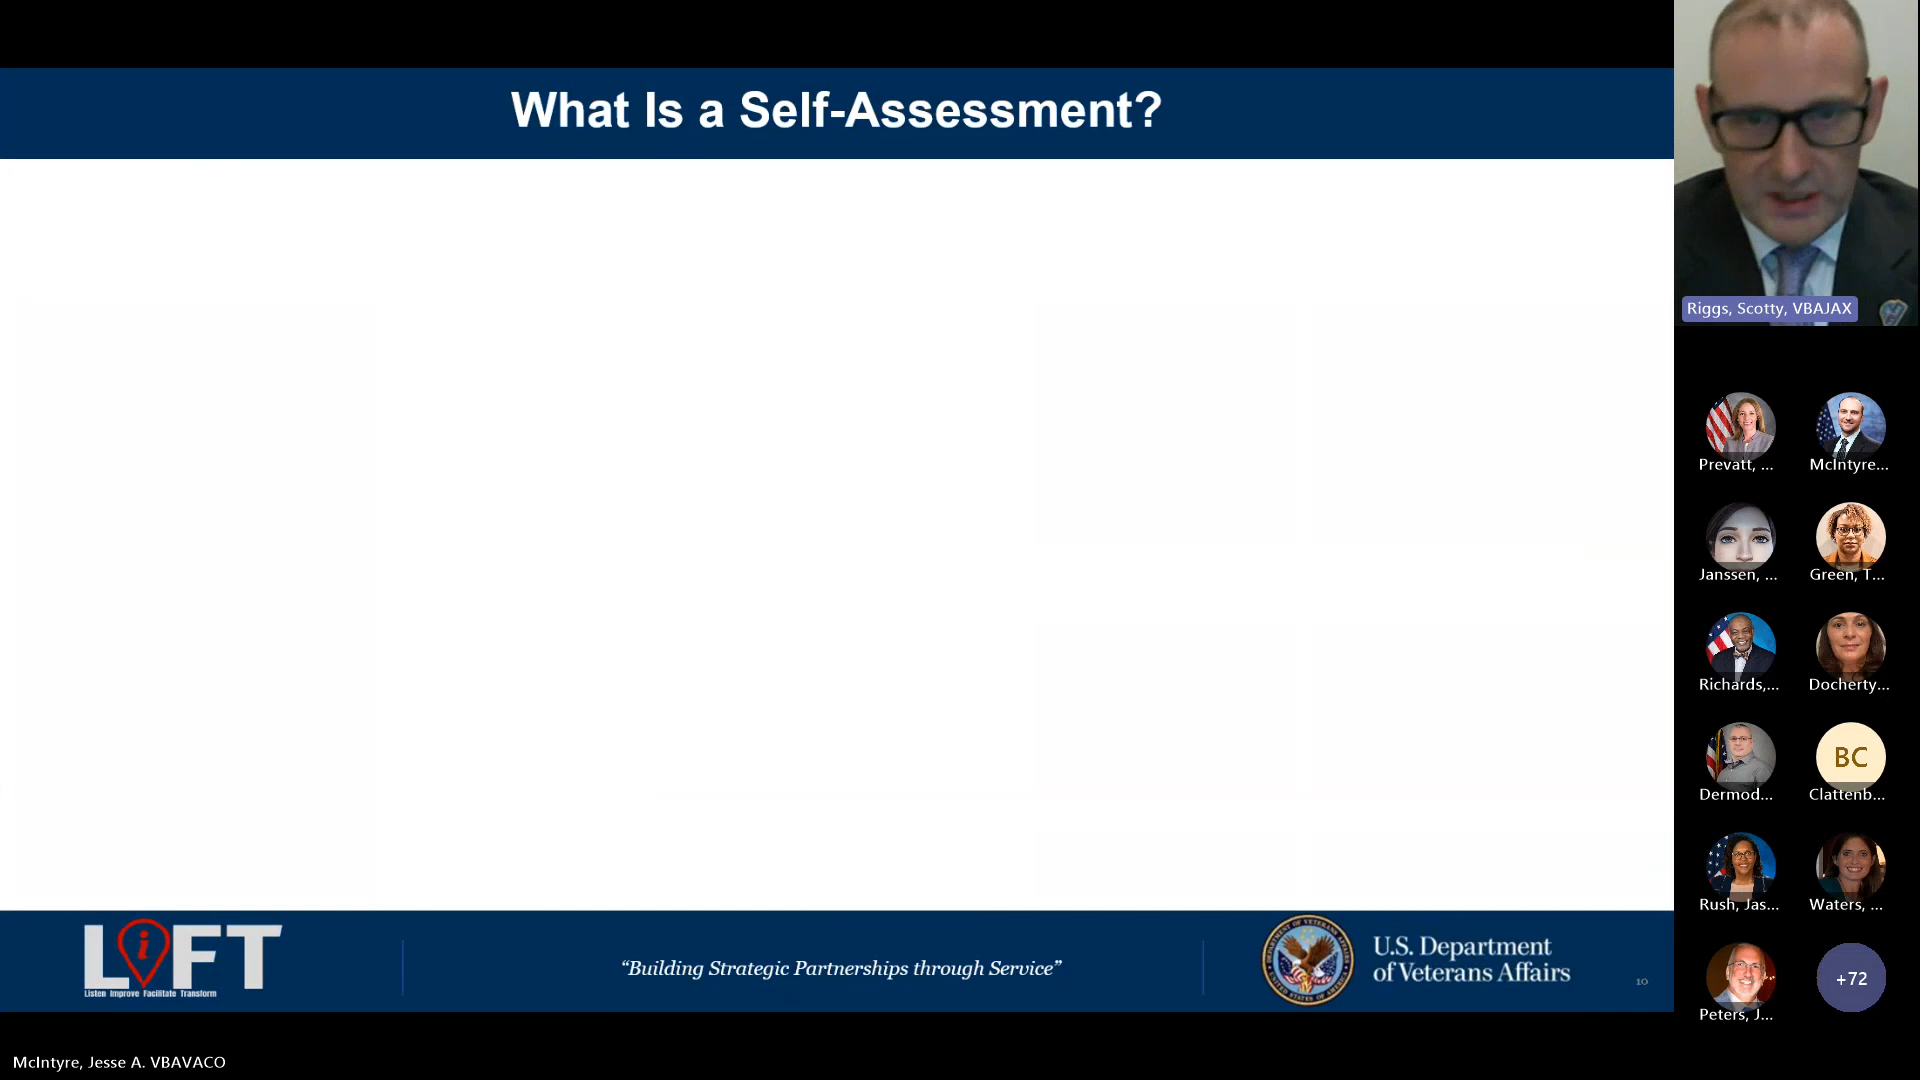 What Is a Self-Assessment?
Riggs, Scotty, VBAJAX
Prevatt, ...
McIntyre...
Janssen, ...
Green, T...
Richards,...
Docherty...
Dermod...
BC
Clattenb...
Rush, Jas...
Waters, ...
Peters, J...
+72
LiFT
Listen Improve Facilitate Transform
“Building Strategic Partnerships through Service”
U.S. Department
of Veterans Affairs
10
McIntyre, Jesse A. VBAVACO